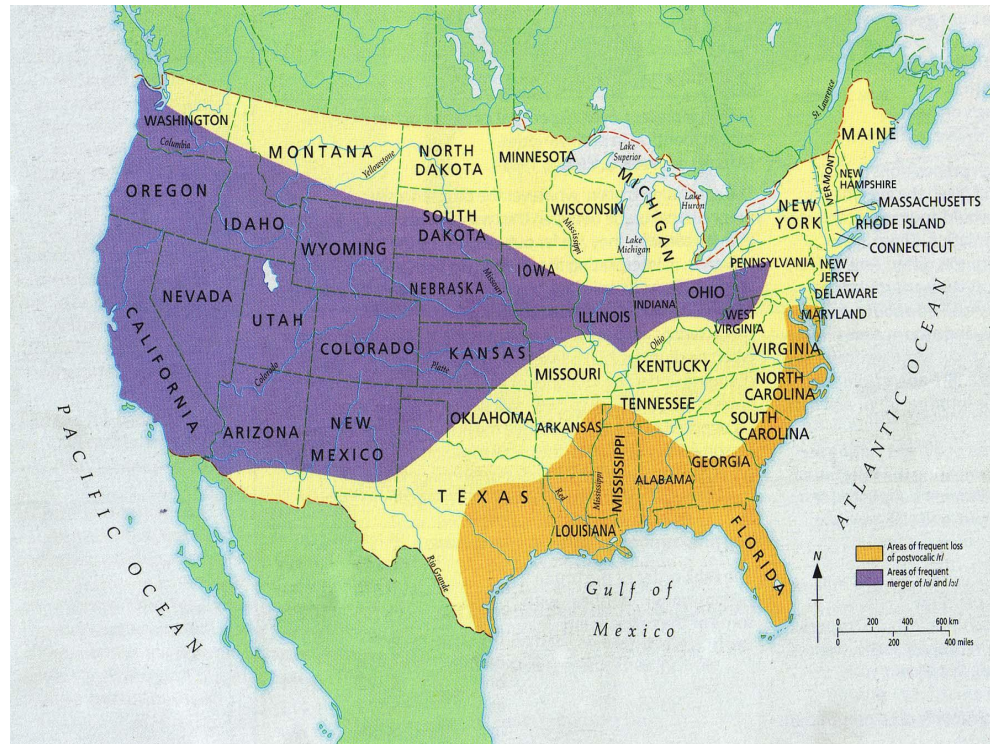 St. Lawrence
WASHINGTON
Columbia
MONTANA
Yellowstone
NORTH
DAKOTA
MINNESOTA
Lake
Superior
MICHIGAN
Lake
Huron
Lake
Michigan
WISCONSIN
Mississippi
MAINE
VERMONT
NEW
HAMPSHIRE
MASSACHUSETTS
NEW
YORK
RHODE ISLAND
CONNECTICUT
OREGON
IDAHO
WYOMING
SOUTH
DAKOTA
IOWA
PENNSYLVANIA
NEW
JERSEY
DELAWARE
MARYLAND
NEVADA
UTAH
COLORADO
Colorado
NEBRASKA
Missouri
KANSAS
Platte
ILLINOIS
INDIANA
OHIO
Ohio
WEST
VIRGINIA
VIRGINIA
CALIFORNIA
ARIZONA
NEW
MEXICO
OKLAHOMA
MISSOURI
KENTUCKY
TENNESSEE
NORTH
CAROLINA
SOUTH
CAROLINA
ARKANSAS
MISSISSIPPI
Mississippi
ALABAMA
GEORGIA
TEXAS
Red
LOUISIANA
FLORIDA
Rio Grande
PACIFIC OCEAN
ATLANTIC OCEAN
Gulf of
Mexico
N
Areas of frequent loss
of postvocalic /r/
Areas of frequent
merger of /ɒ/ and /ɔ:/
0 200 400 600 km
0 200 400 miles